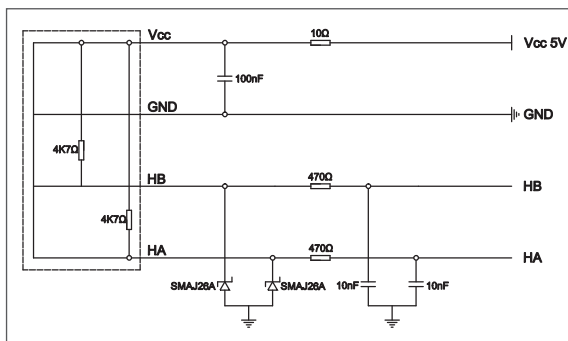 Vcc
10Ω
Vcc 5V
100nF
GND
GND
4K7Ω
HB
470Ω
HB
4K7Ω
HA
470Ω
HA
SMAJ26A
SMAJ26A
10nF
10nF